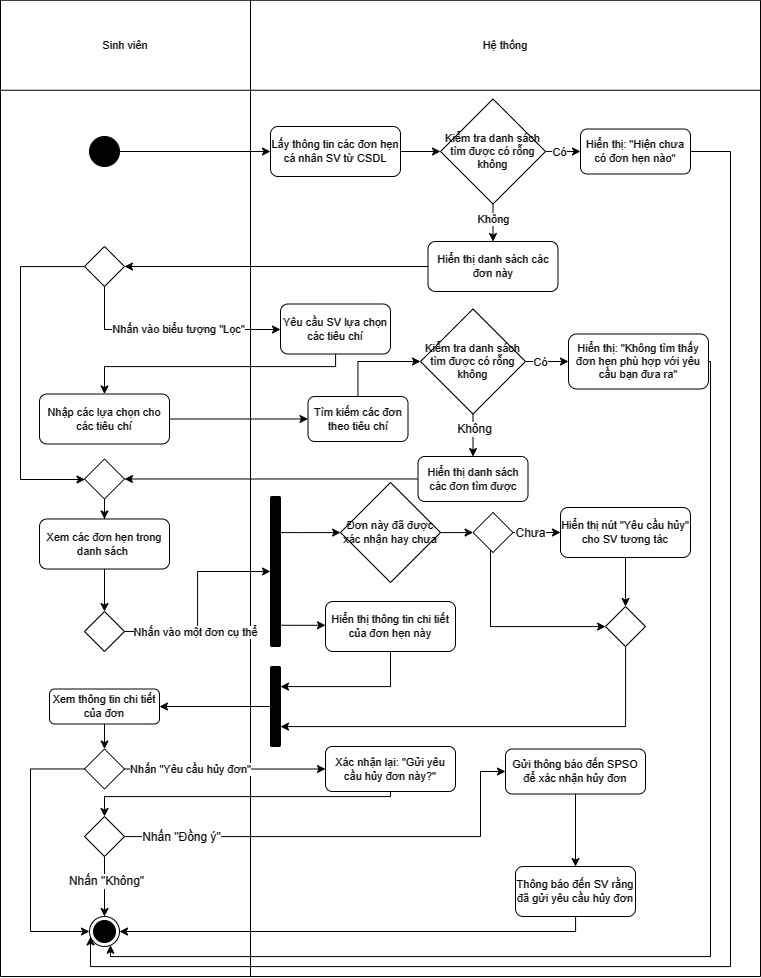 Sinh viên
Hệ thống
Lấy thông tin các đơn hẹn
cá nhân SV từ CSDL
Kiểm tra danh sách
tìm được có rỗng
không
Có
Hiển thị: "Hiện chưa
có đơn hẹn nào"
Không
Hiển thị danh sách các
đơn này
Nhấn vào biểu tượng "Lọc"
Yêu cầu SV lựa chọn
các tiêu chí
Kiểm tra danh sách
tìm được có rỗng
không
Có
Hiển thị: "Không tìm thấy
đơn hẹn phù hợp với yêu
cầu bạn đưa ra"
Nhập các lựa chọn cho
các tiêu chí
Tìm kiếm các đơn
theo tiêu chí
Không
Hiển thị danh sách
các đơn tìm được
Xem các đơn hẹn trong
danh sách
Đơn này đã được
xác nhận hay chưa
Chưa
Hiển thị nút "Yêu cầu hủy"
cho SV tương tác
Nhấn vào một đơn cụ thể
Hiển thị thông tin chi tiết
của đơn hẹn này
Xem thông tin chi tiết
của đơn
Nhấn "Yêu cầu hủy đơn"
Xác nhận lại: "Gửi yêu
cầu hủy đơn này?"
Gửi thông báo đến SPSO
để xác nhận hủy đơn
Nhấn "Đồng ý"
Nhấn "Không"
Thông báo đến SV rằng
đã gửi yêu cầu hủy đơn